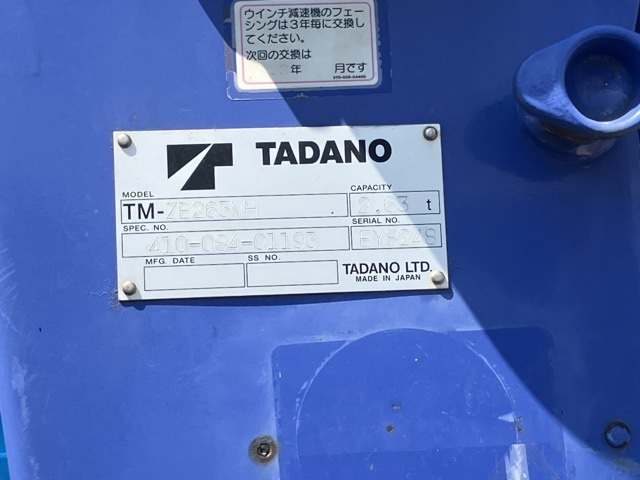 ウインチ減速機のフェー
シングは3年毎に交換し
てください。
次回の交換は
年 月です
TADANO
MODEL CAPACITY
TM-ZE263MH 2.63 t
SPEC. NO. SERIAL NO.
410-084-01193
MFG. DATE SS NO.
TADANO LTD.
MADE IN JAPAN